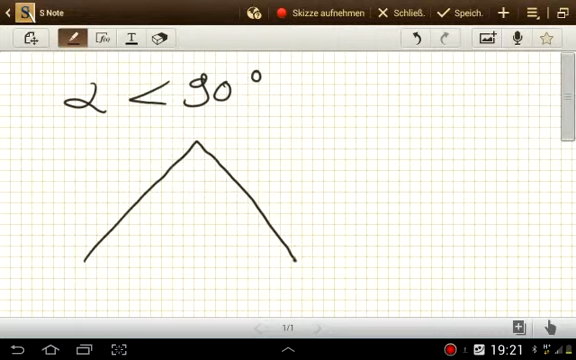 S Note
Skizze aufnehmen
Schließ.
Speich.
f(x)
T
α < 90°
1/1
19:21